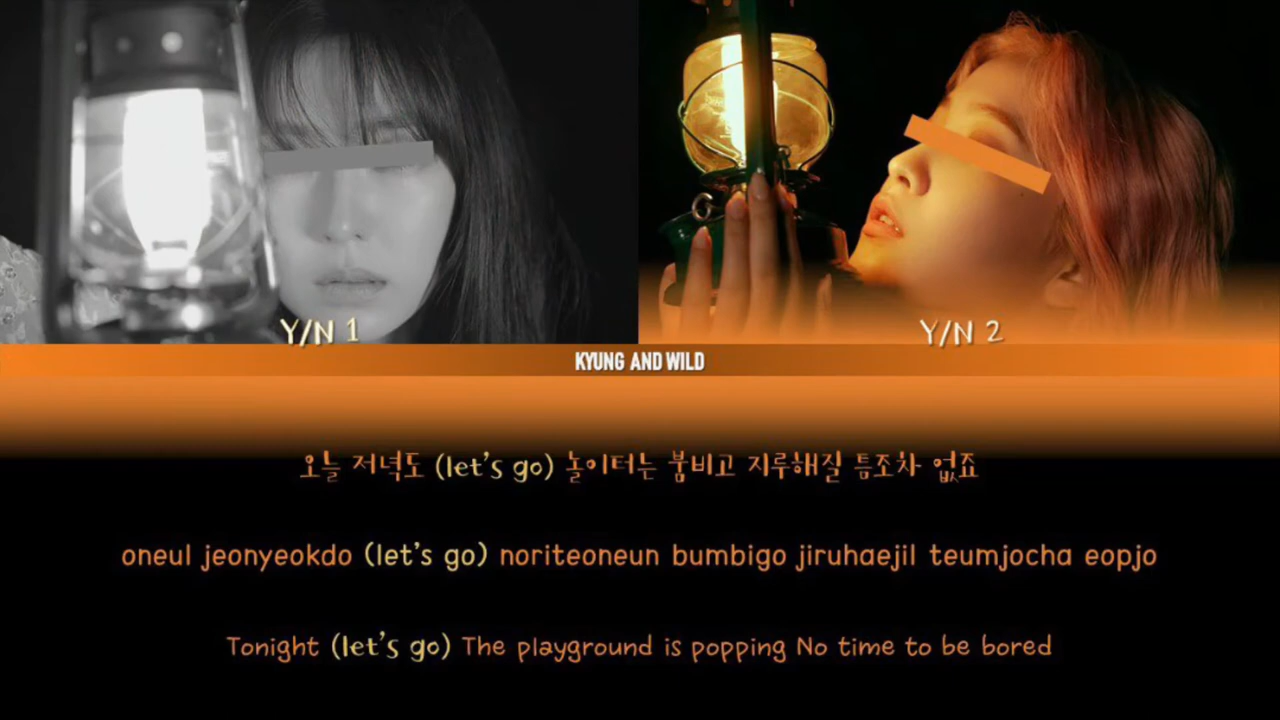 Y/N 1
Y/N 2
KYUNG AND WILD
오늘 저녁도 (let's go) 놀이터는 붐비고 지루해질 틈조차 없죠
oneul jeonyeokdo (let's go) noriteoneun bumbigo jiruhaejil teumjocha eopjo
Tonight (let's go) The playground is popping No time to be bored